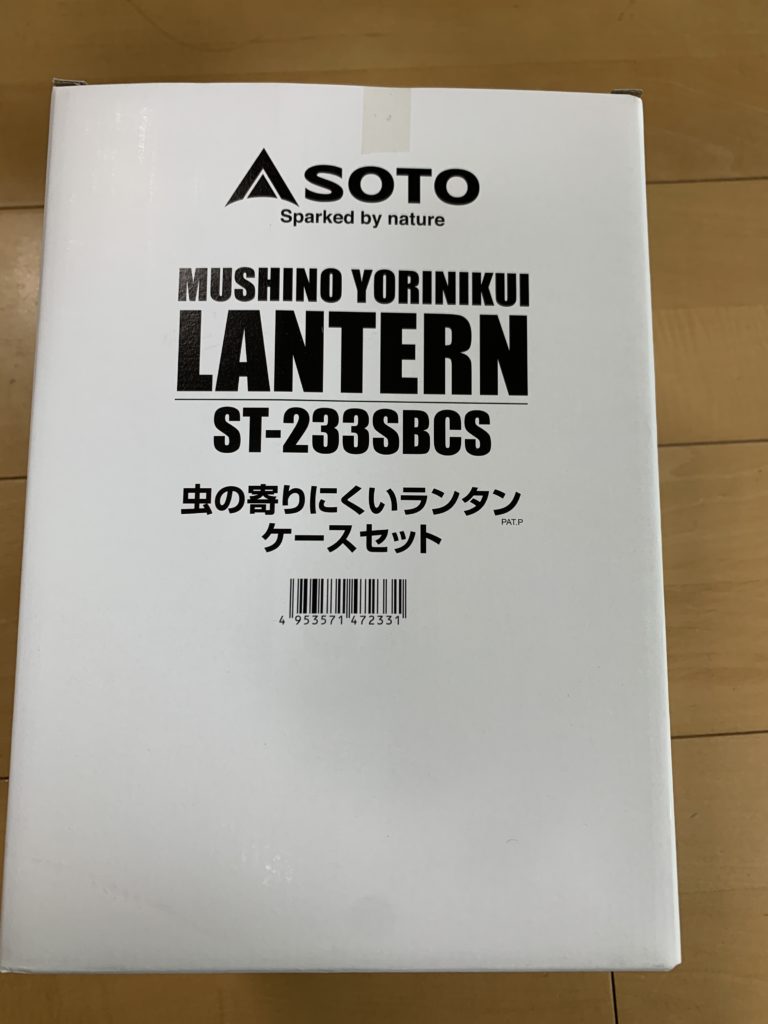 SOTO
Sparked by nature
MUSHINO YORINIKUI
LANTERN
ST-233SBCS
虫の寄りにくいランタン
PAT.P
ケースセット
4 953571 472331